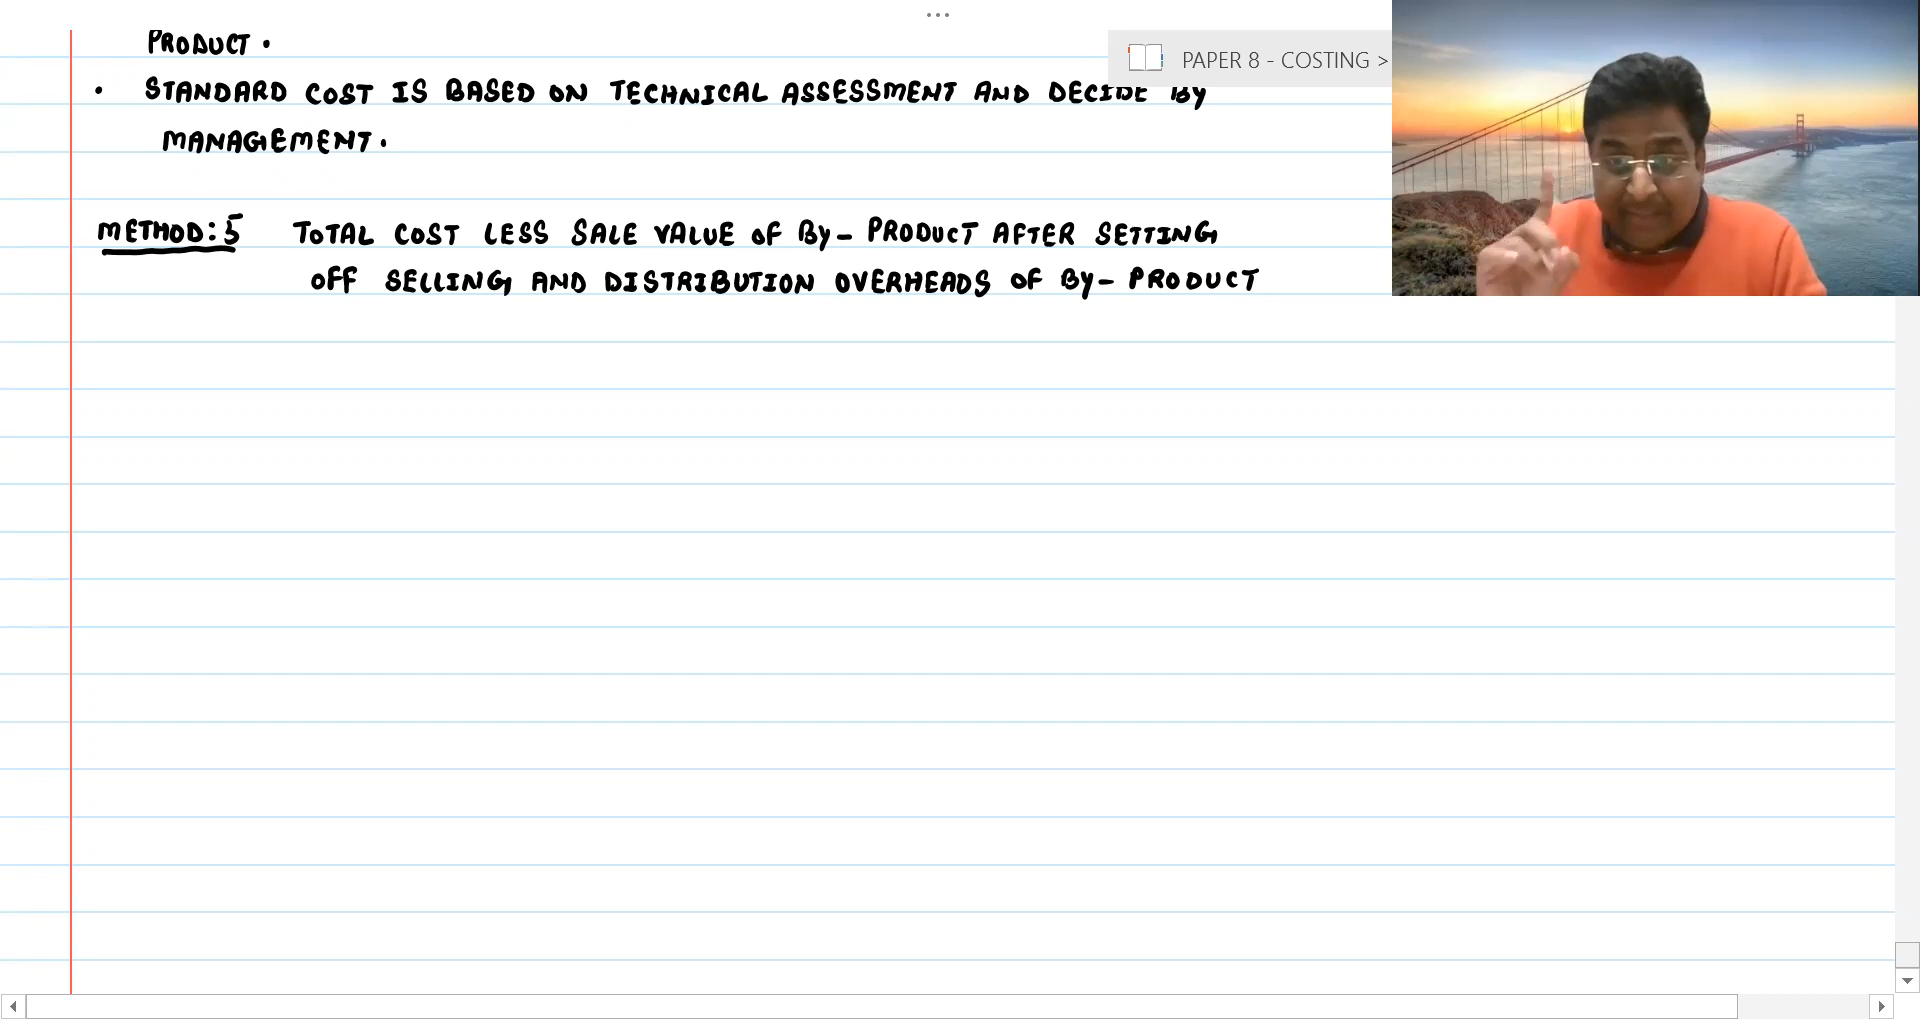 PRODUCT.
• STANDARD COST IS BASED ON TECHNICAL ASSESSMENT AND DECIDE BY
MANAGEMENT.
METHOD: 5 TOTAL COST LESS SALE VALUE OF By- PRODUCT AFTER SETTING
OFF SELLING AND DISTRIBUTION OVERHEADS OF By- PRODUCT
PAPER 8 - COSTING >